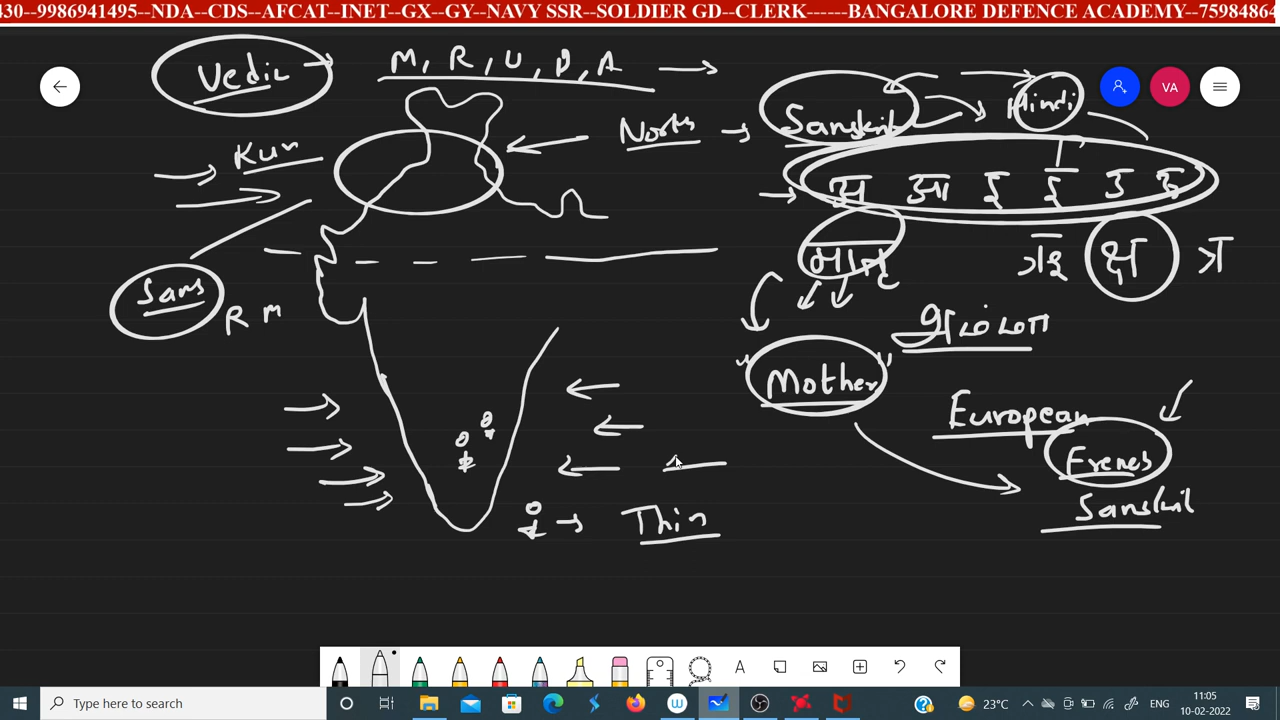 430--9986941495--NDA--CDS--AFCAT--INET--GX--GY--NAVY SSR--SOLDIER GD--CLERK------BANGALORE DEFENCE ACADEMY--75984864
Vedic M, R, U, P, A
VA
Sanskrit Hindi
North
Kur
अ आ इ ई उ ऊ
क्ष
Sans
R m
"Mother"
European
French
Sanskrit
Thin
A
Type here to search
23°C
ENG
11:05
10-02-2022